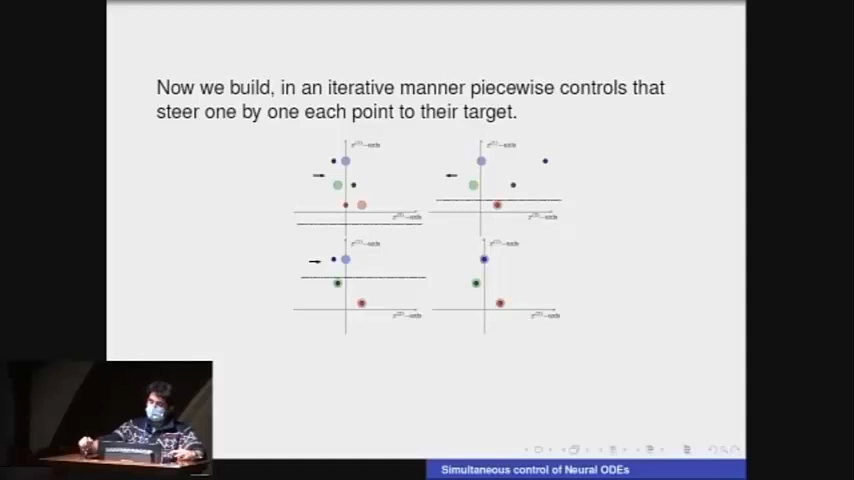 Now we build, in an iterative manner piecewise controls that
steer one by one each point to their target.
Simultaneous control of Neural ODEs